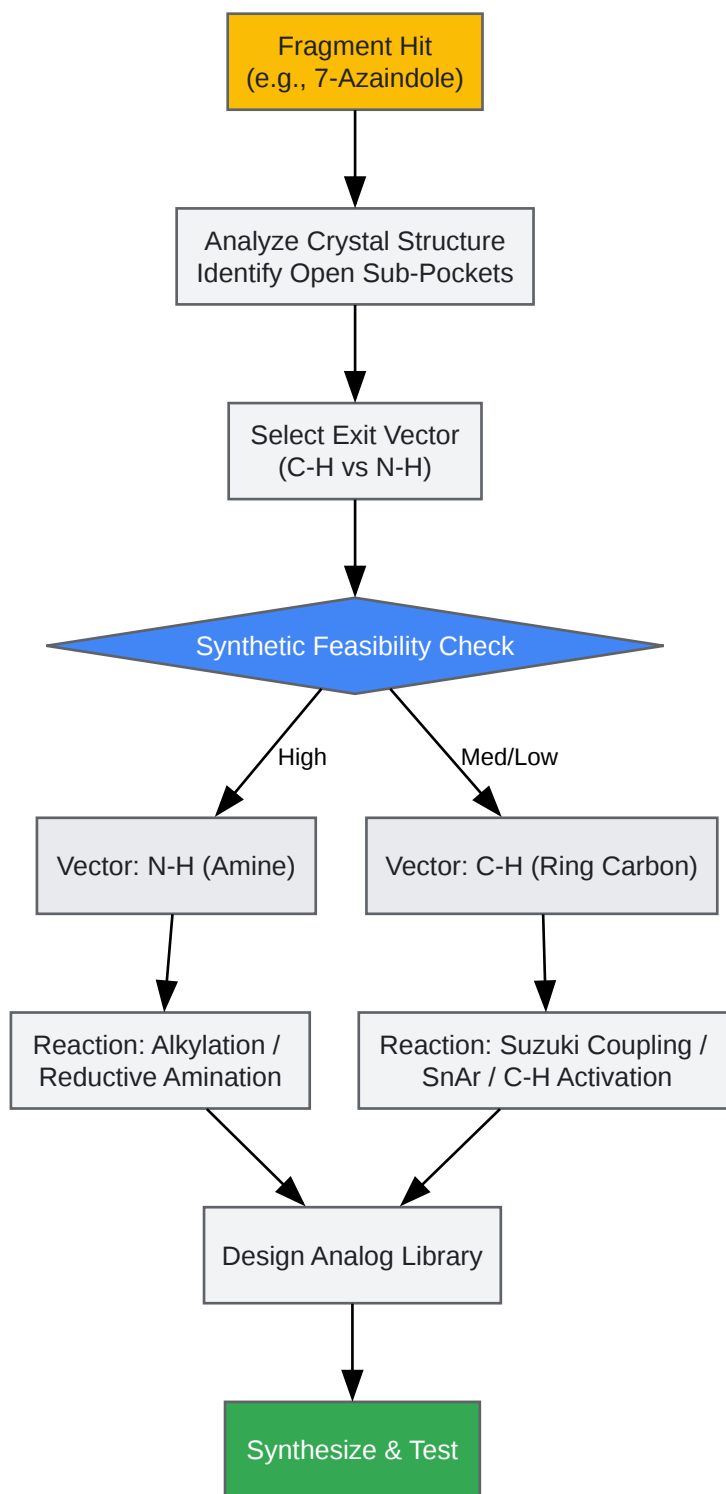 Fragment Hit
(e.g., 7-Azaindole)
Analyze Crystal Structure
Identify Open Sub-Pockets
Select Exit Vector
(C-H vs N-H)
Synthetic Feasibility Check
High
Med/Low
Vector: N-H (Amine)
Vector: C-H (Ring Carbon)
Reaction: Alkylation /
Reductive Amination
Reaction: Suzuki Coupling /
SnAr / C-H Activation
Design Analog Library
Synthesize & Test